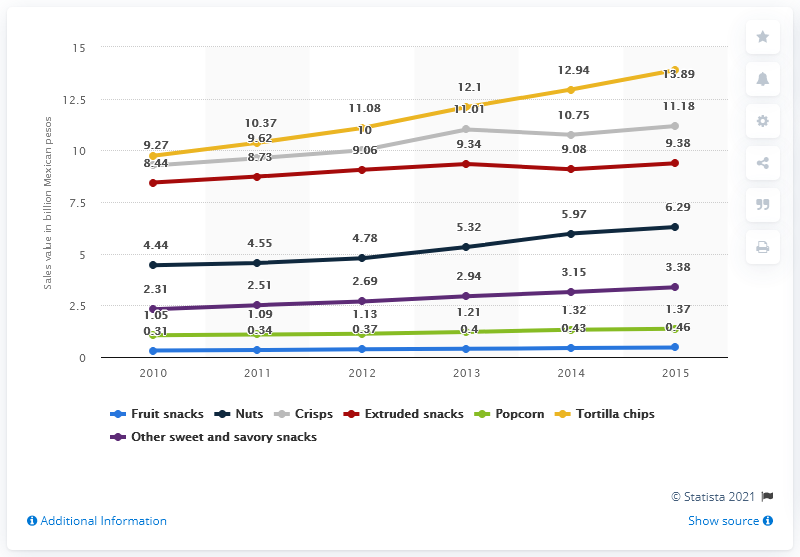 15
12.5
10
7.5
5
2.5
0
Sales value in billion Mexican pesos
9.27 10.37 11.08 12.1 12.94 13.89
9.62 10 11.01 10.75 11.18
8.44 8.73 9.06 9.34 9.08 9.38
4.44 4.55 4.78 5.32 5.97 6.29
2.31 2.51 2.69 2.94 3.15 3.38
1.05 1.09 1.13 1.21 1.32 1.37
0.31 0.34 0.37 0.4 0.43 0.46
2010 2011 2012 2013 2014 2015
Fruit snacks Nuts Crisps Extruded snacks Popcorn Tortilla chips
Other sweet and savory snacks
© Statista 2021
Additional Information Show source